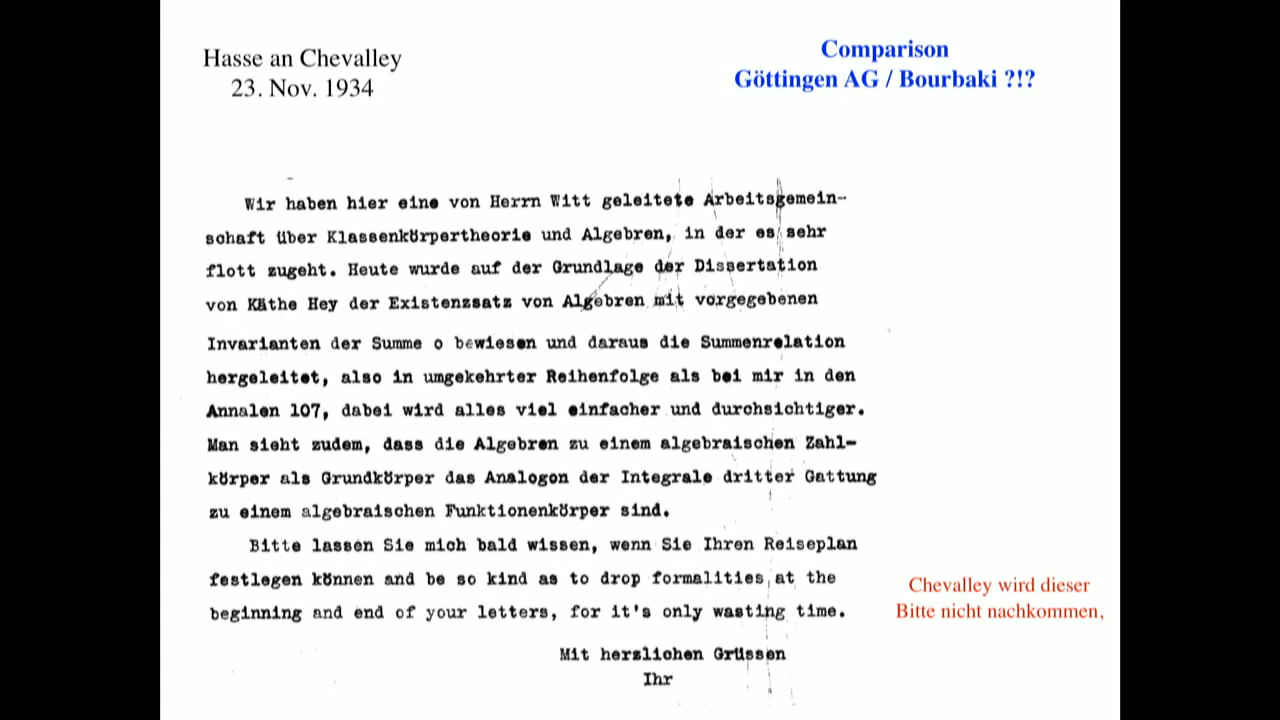 Hasse an Chevalley
23. Nov. 1934
Comparison
Göttingen AG / Bourbaki ?!?
Wir haben hier eine von Herrn Witt geleitete Arbeitsgemein-
schaft über Klassenkörpertheorie und Algebren, in der es sehr
flott zugeht. Heute wurde auf der Grundlage der Dissertation
von Käthe Hey der Existenzsatz von Algebren mit vorgegebenen
Invarianten der Summe o bewiesen und daraus die Summenrelation
hergeleitet, also in umgekehrter Reihenfolge als bei mir in den
Annalen 107, dabei wird alles viel einfacher und durchsichtiger.
Man sieht zudem, dass die Algebren zu einem algebraischen Zahl-
körper als Grundkörper das Analogon der Integrale dritter Gattung
zu einem algebraischen Funktionenkörper sind.
Bitte lassen Sie mich bald wissen, wenn Sie Ihren Reiseplan
festlegen können and be so kind as to drop formalities at the
beginning and end of your letters, for it's only wasting time.
Chevalley wird dieser
Bitte nicht nachkommen,
Mit herzlichen Grüssen
Ihr